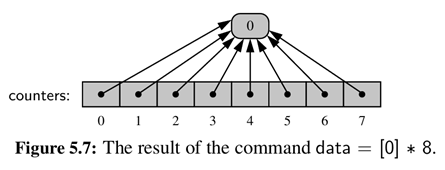 0
counters:
0 1 2 3 4 5 6 7
Figure 5.7: The result of the command data = [0] * 8.